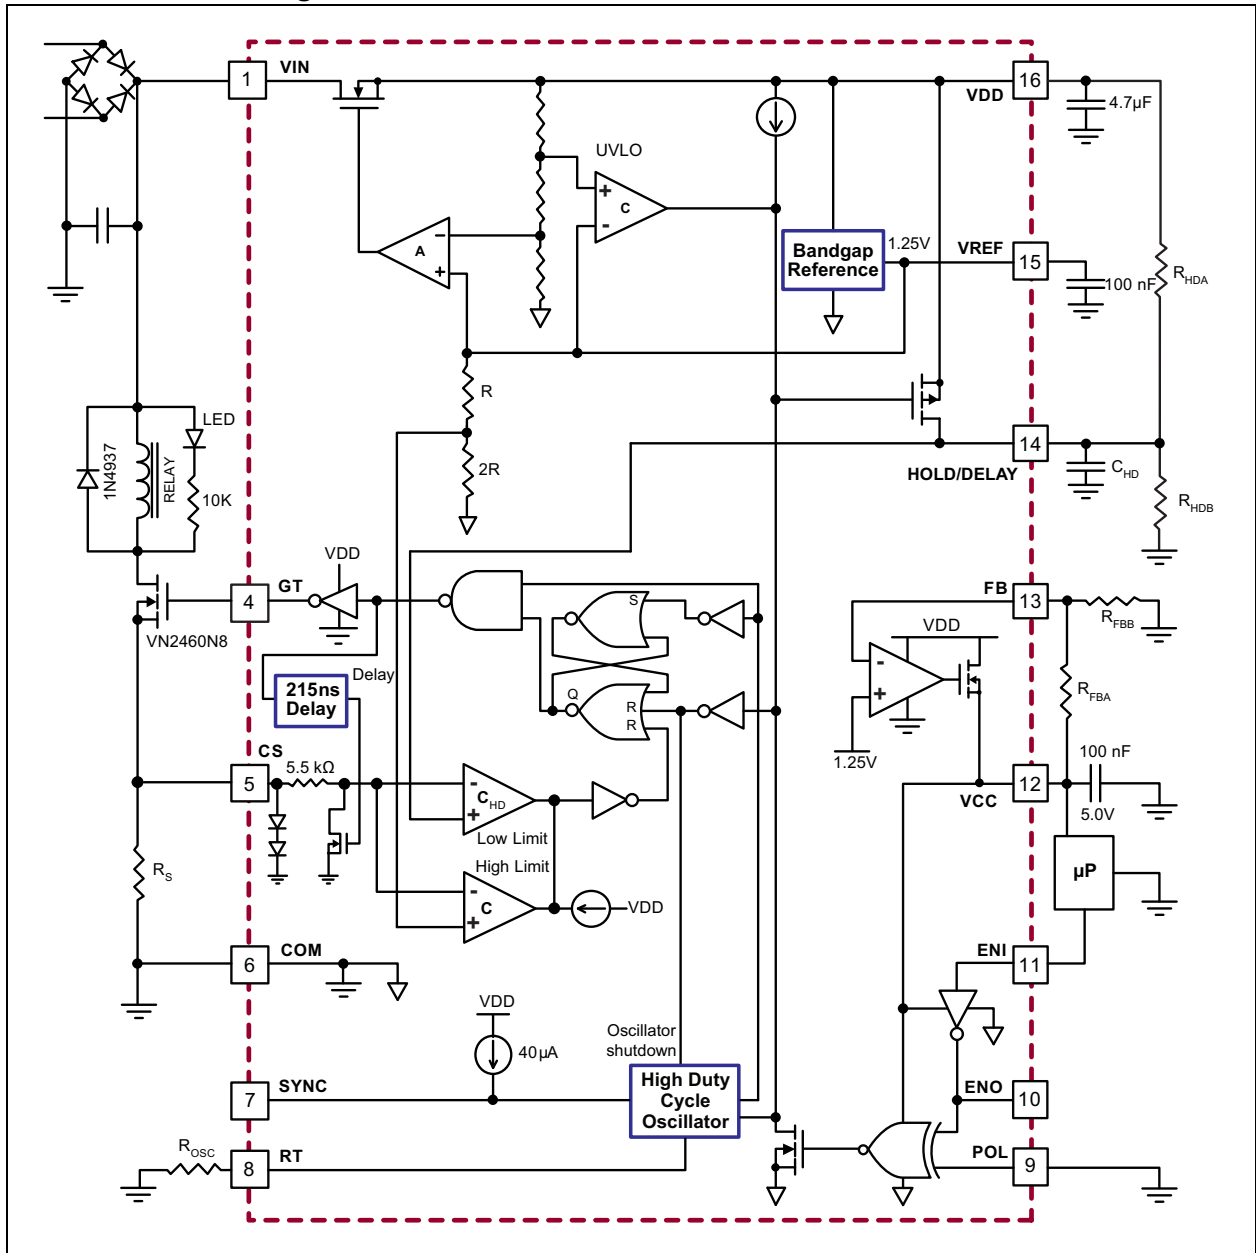 1 VIN
16
VDD
4.7µF
UVLO
+
C
-
-
A
+
Bandgap
Reference
1.25V
VREF
15
100 nF
RHDA
R
2R
14
HOLD/DELAY
CHD
RHDB
LED
1N4937
RELAY
10K
VDD
GT
4
VN2460N8
S
Q
R
R
FB
13
RFBB
VDD
-
+
1.25V
RFBA
215ns
Delay
Delay
CS
5
5.5 kΩ
-
CHD
+
Low Limit
High Limit
-
C
+
VDD
100 nF
12
VCC
5.0V
µP
RS
COM
6
ENI
11
VDD
40µA
Oscillator
shutdown
High Duty
Cycle
Oscillator
SYNC
7
ENO
10
ROSC
RT
8
POL
9